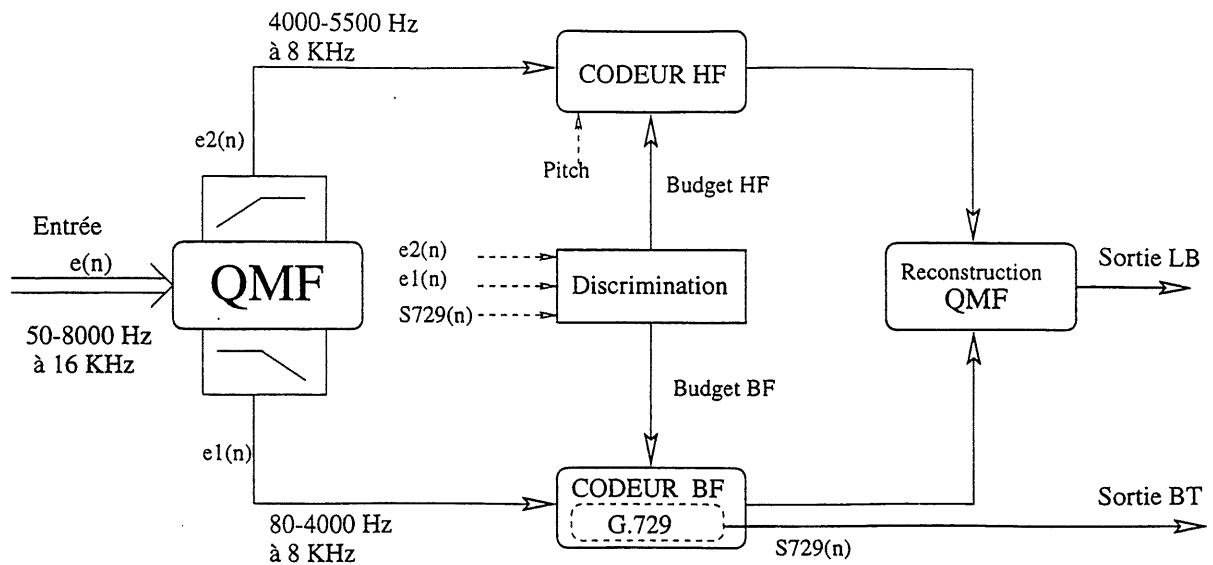 4000-5500 Hz
à 8 KHz
CODEUR HF
e2(n)
Pitch
Budget HF
Entrée
e(n)
QMF
50-8000 Hz
à 16 KHz
e2(n)
e1(n)
S729(n)
Discrimination
Reconstruction
QMF
Sortie LB
Budget BF
e1(n)
80-4000 Hz
à 8 KHz
CODEUR BF
G.729
S729(n)
Sortie BT